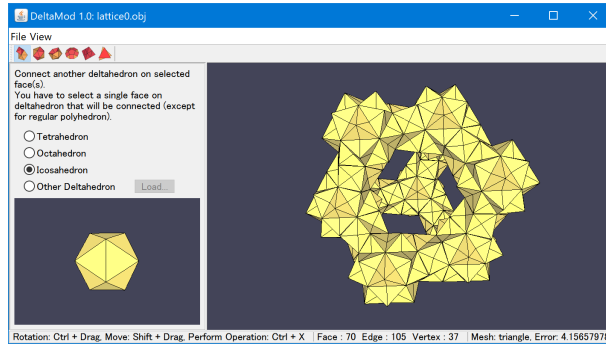 DeltaMod 1.0: lattice0.obj
File View
Connect another deltahedron on selected
face(s).
You have to select a single face on
deltahedron that will be connected (except
for regular polyhedron).
Tetrahedron
Octahedron
Icosahedron
Other Deltahedron Load...
Rotation: Ctrl + Drag, Move: Shift + Drag, Perform Operation: Ctrl + X Face : 70 Edge : 105 Vertex : 37 Mesh: triangle, Error: 4.15657978